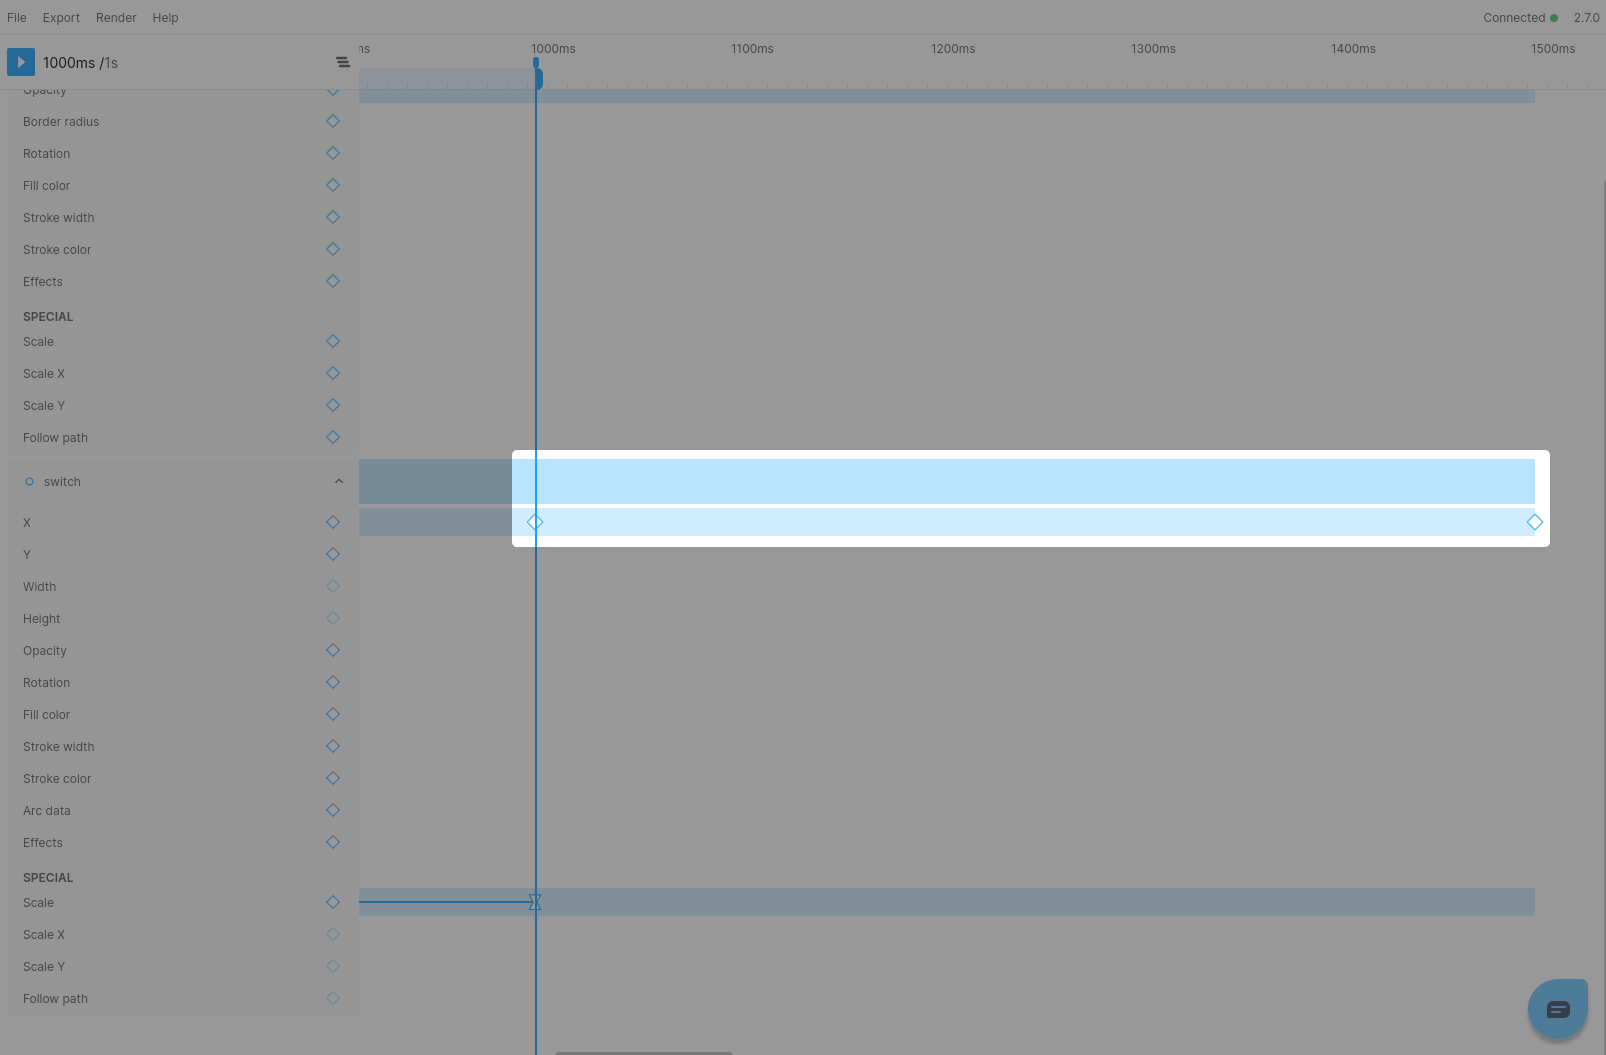 File Export Render Help Connected 2.7.0
1000ms /1s
ms 1000ms 1100ms 1200ms 1300ms 1400ms 1500ms
Opacity
Border radius
Rotation
Fill color
Stroke width
Stroke color
Effects
SPECIAL
Scale
Scale X
Scale Y
Follow path
switch
X
Y
Width
Height
Opacity
Rotation
Fill color
Stroke width
Stroke color
Arc data
Effects
SPECIAL
Scale
Scale X
Scale Y
Follow path